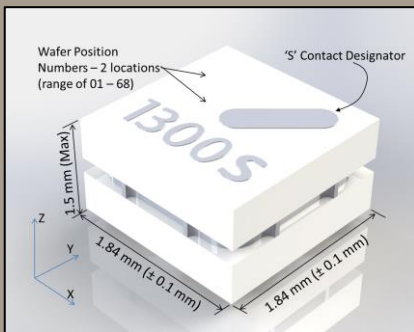 Wafer Position
Numbers – 2 locations
(range of 01 – 68)
'S' Contact Designator
1300S
1.5 mm (Max)
Z
Y
X
1.84 mm (± 0.1 mm)
1.84 mm (± 0.1 mm)